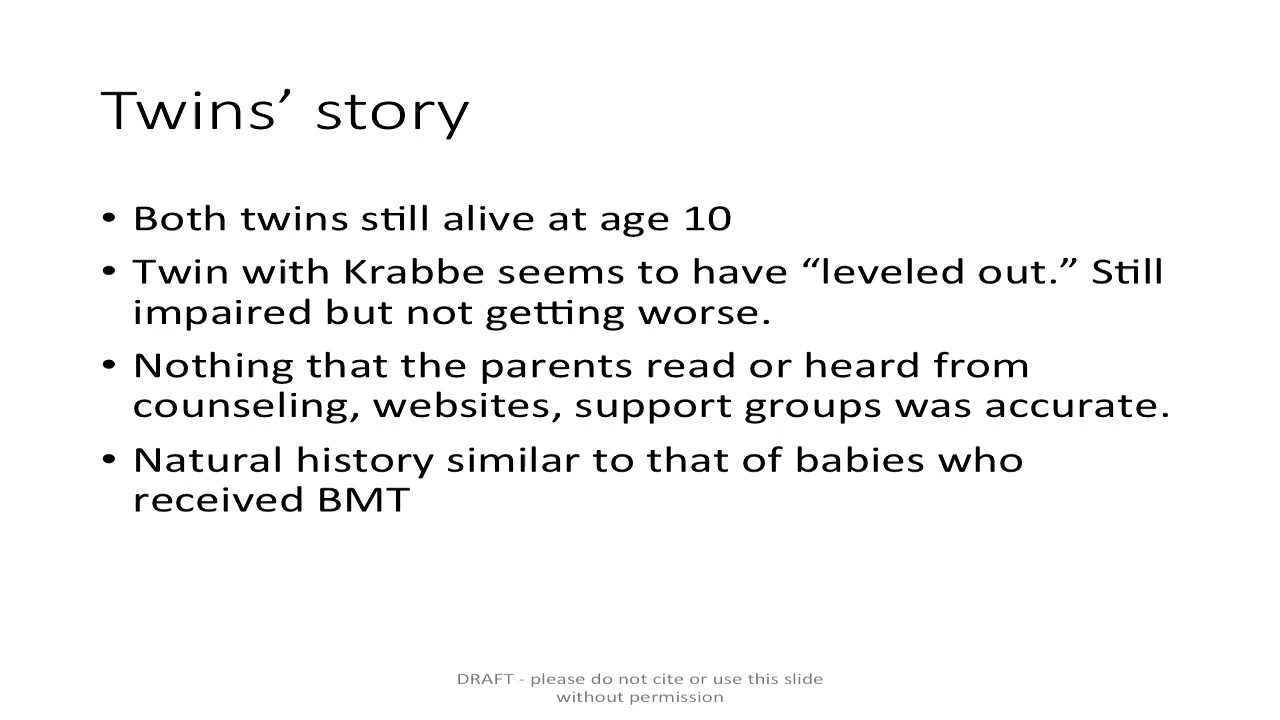 Twins’ story
• Both twins still alive at age 10
• Twin with Krabbe seems to have “leveled out.” Still
impaired but not getting worse.
• Nothing that the parents read or heard from
counseling, websites, support groups was accurate.
• Natural history similar to that of babies who
received BMT
DRAFT - please do not cite or use this slide
without permission